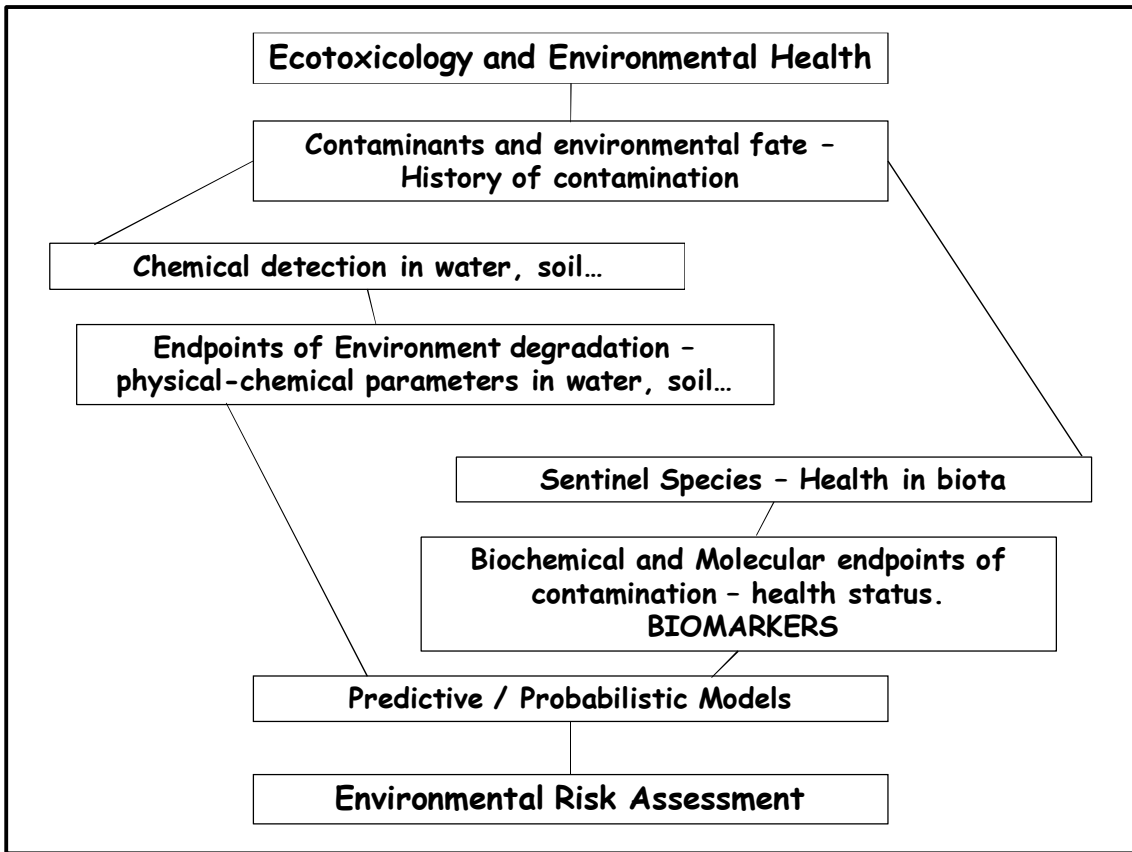 Ecotoxicology and Environmental Health
Contaminants and environmental fate –
History of contamination
Chemical detection in water, soil…
Endpoints of Environment degradation –
physical-chemical parameters in water, soil…
Sentinel Species – Health in biota
Biochemical and Molecular endpoints of
contamination – health status.
BIOMARKERS
Predictive / Probabilistic Models
Environmental Risk Assessment